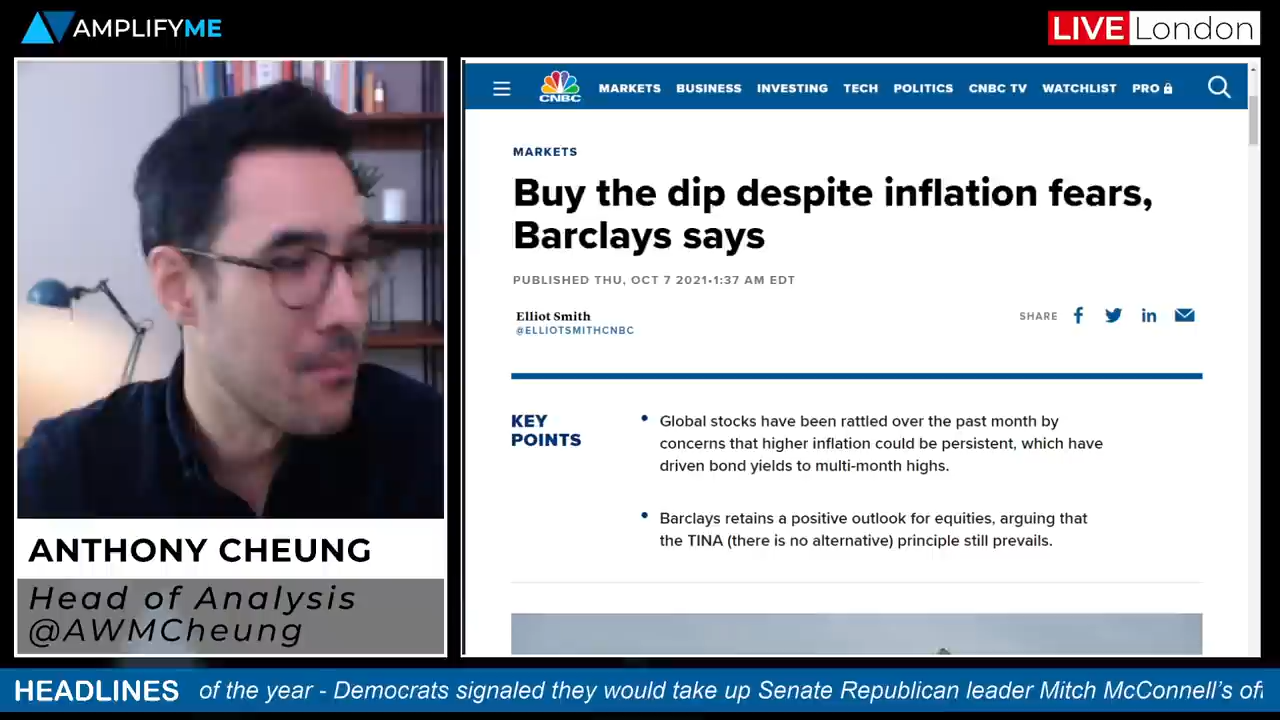 AMPLIFYME
LIVE London
CNBC
MARKETS BUSINESS INVESTING TECH POLITICS CNBC TV WATCHLIST PRO
MARKETS
Buy the dip despite inflation fears,
Barclays says
PUBLISHED THU, OCT 7 2021•1:37 AM EDT
Elliot Smith
@ELLIOTSMITHCNBC
SHARE
KEY
POINTS
• Global stocks have been rattled over the past month by
concerns that higher inflation could be persistent, which have
driven bond yields to multi-month highs.
• Barclays retains a positive outlook for equities, arguing that
the TINA (there is no alternative) principle still prevails.
ANTHONY CHEUNG
Head of Analysis
@AWMCheung
HEADLINES of the year - Democrats signaled they would take up Senate Republican leader Mitch McConnell's